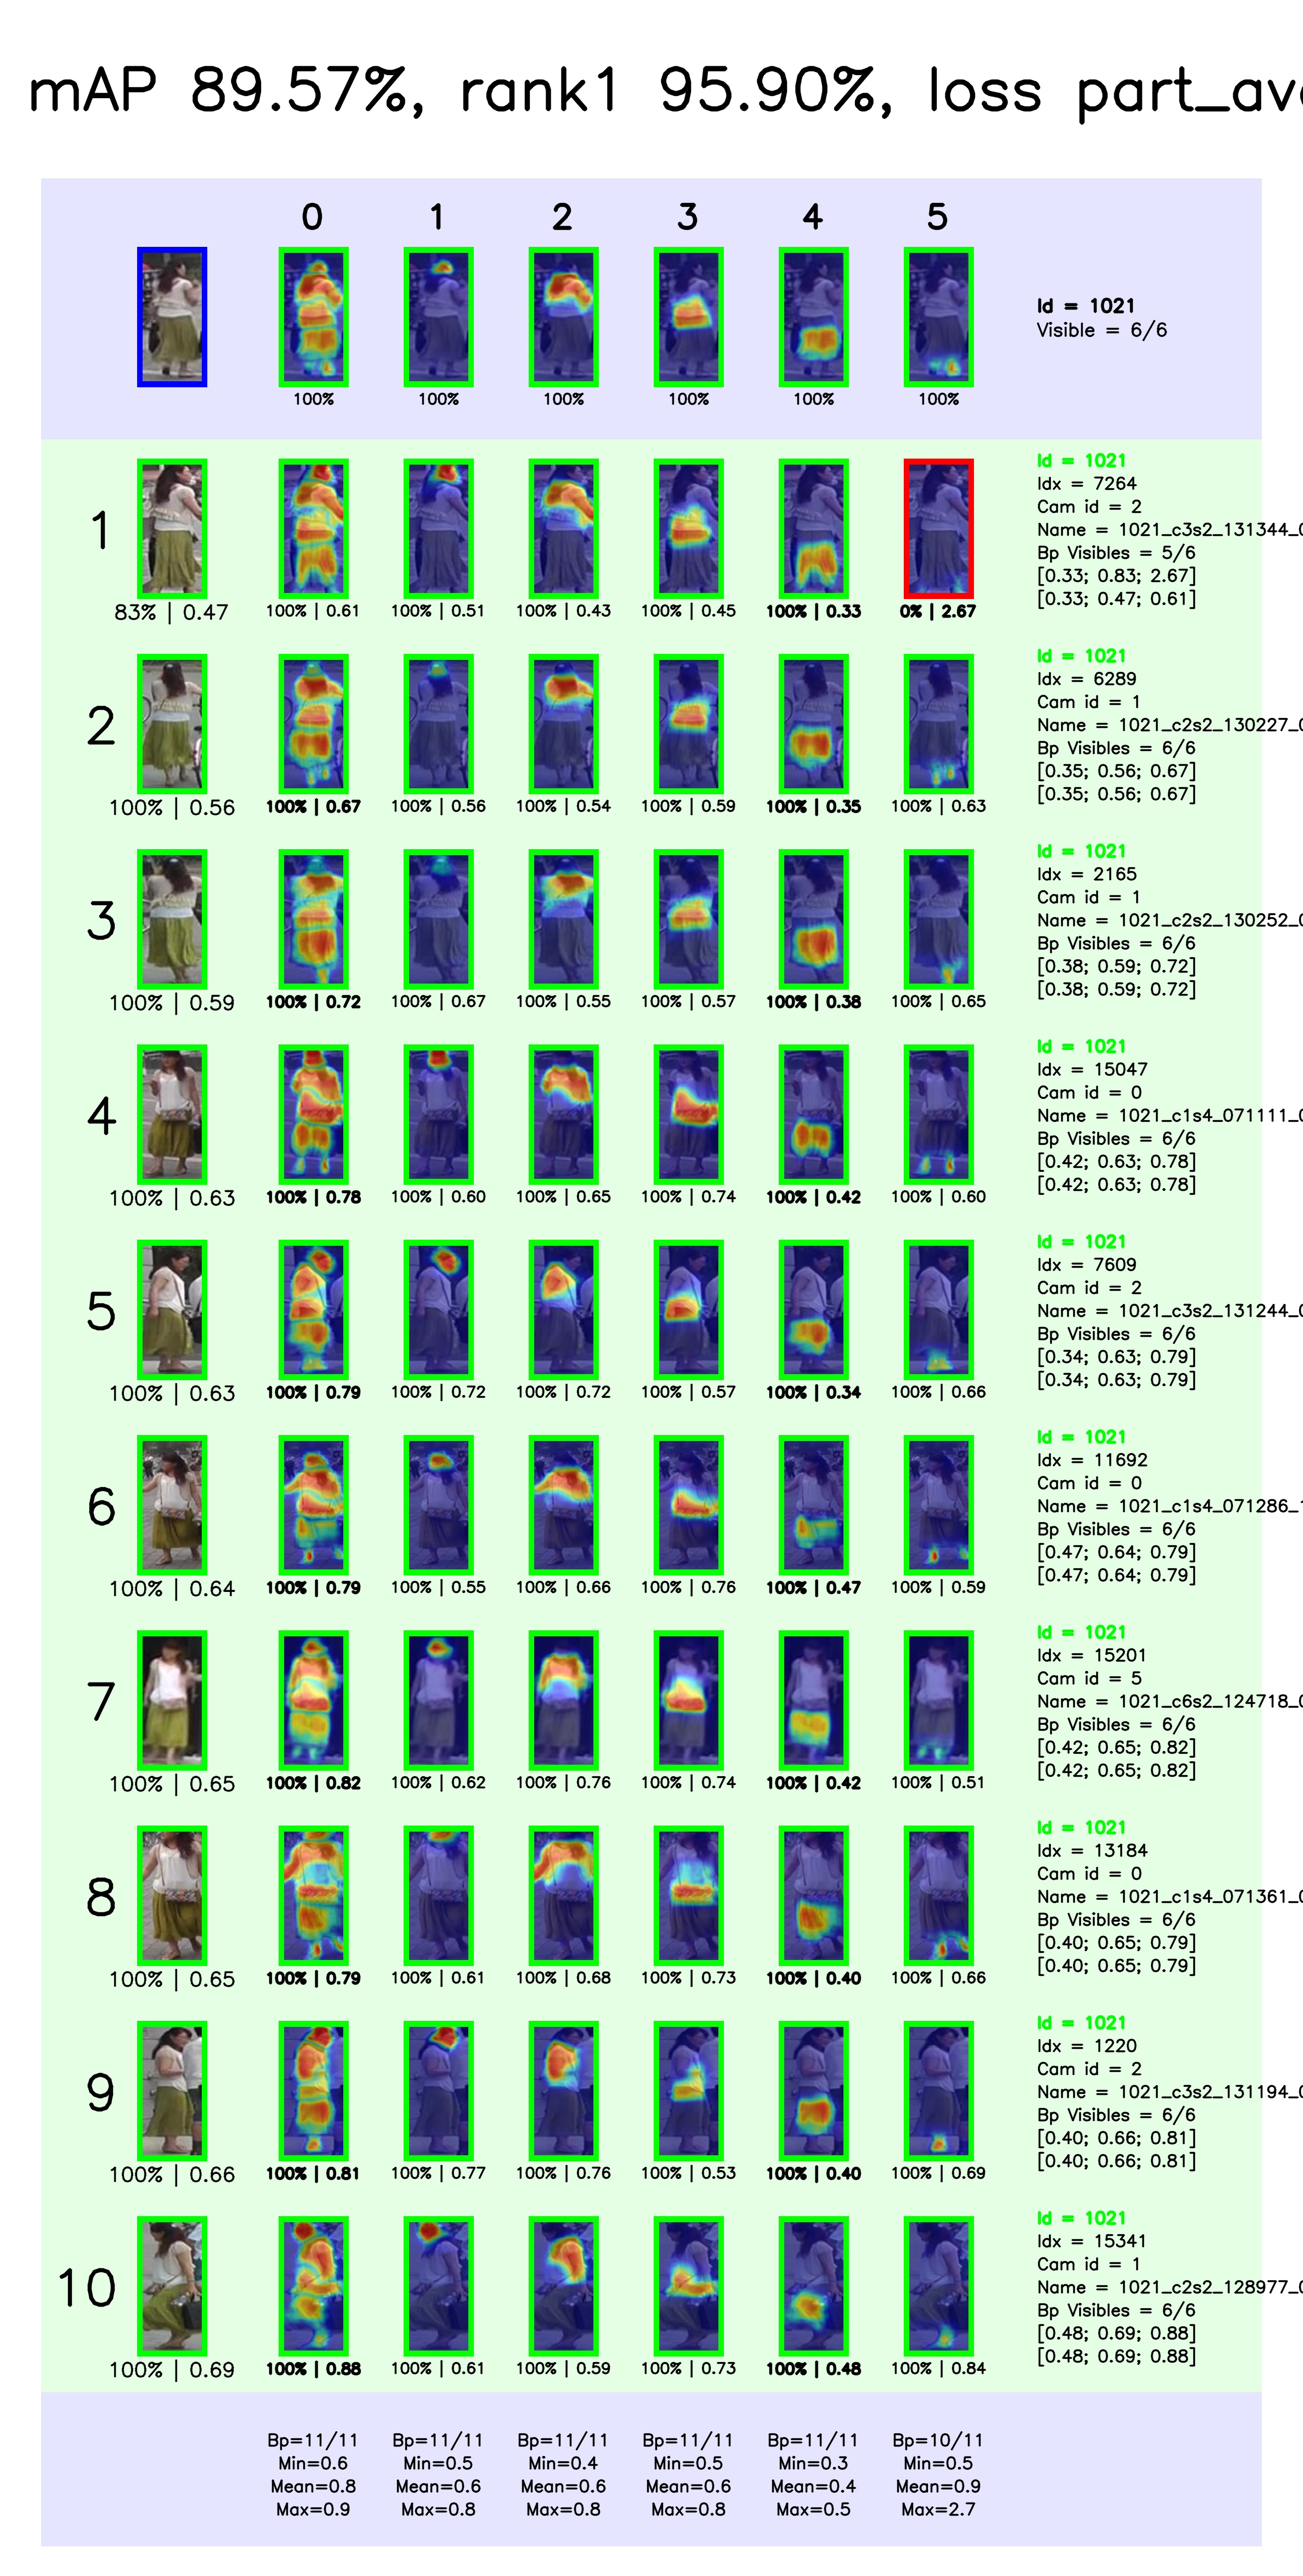 mAP 89.57%, rank1 95.90%, loss part_av
0 1 2 3 4 5
Id = 1021
Visible = 6/6
100% 100% 100% 100% 100% 100%
1
Id = 1021
Idx = 7264
Cam id = 2
Name = 1021_c3s2_131344_0
Bp Visibles = 5/6
[0.33; 0.83; 2.67]
[0.33; 0.47; 0.61]
83% | 0.47 100% | 0.61 100% | 0.51 100% | 0.43 100% | 0.45 100% | 0.33 0% | 2.67
2
Id = 1021
Idx = 6289
Cam id = 1
Name = 1021_c2s2_130227_0
Bp Visibles = 6/6
[0.35; 0.56; 0.67]
[0.35; 0.56; 0.67]
100% | 0.56 100% | 0.67 100% | 0.56 100% | 0.54 100% | 0.59 100% | 0.35 100% | 0.63
3
Id = 1021
Idx = 2165
Cam id = 1
Name = 1021_c2s2_130252_0
Bp Visibles = 6/6
[0.38; 0.59; 0.72]
[0.38; 0.59; 0.72]
100% | 0.59 100% | 0.72 100% | 0.67 100% | 0.55 100% | 0.57 100% | 0.38 100% | 0.65
4
Id = 1021
Idx = 15047
Cam id = 0
Name = 1021_c1s4_071111_0
Bp Visibles = 6/6
[0.42; 0.63; 0.78]
[0.42; 0.63; 0.78]
100% | 0.63 100% | 0.78 100% | 0.60 100% | 0.65 100% | 0.74 100% | 0.42 100% | 0.60
5
Id = 1021
Idx = 7609
Cam id = 2
Name = 1021_c3s2_131244_0
Bp Visibles = 6/6
[0.34; 0.63; 0.79]
[0.34; 0.63; 0.79]
100% | 0.63 100% | 0.79 100% | 0.72 100% | 0.72 100% | 0.57 100% | 0.34 100% | 0.66
6
Id = 1021
Idx = 11692
Cam id = 0
Name = 1021_c1s4_071286_
Bp Visibles = 6/6
[0.47; 0.64; 0.79]
[0.47; 0.64; 0.79]
100% | 0.64 100% | 0.79 100% | 0.55 100% | 0.66 100% | 0.76 100% | 0.47 100% | 0.59
7
Id = 1021
Idx = 15201
Cam id = 5
Name = 1021_c6s2_124718_0
Bp Visibles = 6/6
[0.42; 0.65; 0.82]
[0.42; 0.65; 0.82]
100% | 0.65 100% | 0.82 100% | 0.62 100% | 0.76 100% | 0.74 100% | 0.42 100% | 0.51
8
Id = 1021
Idx = 13184
Cam id = 0
Name = 1021_c1s4_071361_0
Bp Visibles = 6/6
[0.40; 0.65; 0.79]
[0.40; 0.65; 0.79]
100% | 0.65 100% | 0.79 100% | 0.61 100% | 0.68 100% | 0.73 100% | 0.40 100% | 0.66
9
Id = 1021
Idx = 1220
Cam id = 2
Name = 1021_c3s2_131194_0
Bp Visibles = 6/6
[0.40; 0.66; 0.81]
[0.40; 0.66; 0.81]
100% | 0.66 100% | 0.81 100% | 0.77 100% | 0.76 100% | 0.53 100% | 0.40 100% | 0.69
10
Id = 1021
Idx = 15341
Cam id = 1
Name = 1021_c2s2_128977_0
Bp Visibles = 6/6
[0.48; 0.69; 0.88]
[0.48; 0.69; 0.88]
100% | 0.69 100% | 0.88 100% | 0.61 100% | 0.59 100% | 0.73 100% | 0.48 100% | 0.84
Bp=11/11 Bp=11/11 Bp=11/11 Bp=11/11 Bp=11/11 Bp=10/11
Min=0.6 Min=0.5 Min=0.4 Min=0.5 Min=0.3 Min=0.5
Mean=0.8 Mean=0.6 Mean=0.6 Mean=0.6 Mean=0.4 Mean=0.9
Max=0.9 Max=0.8 Max=0.8 Max=0.8 Max=0.5 Max=2.7